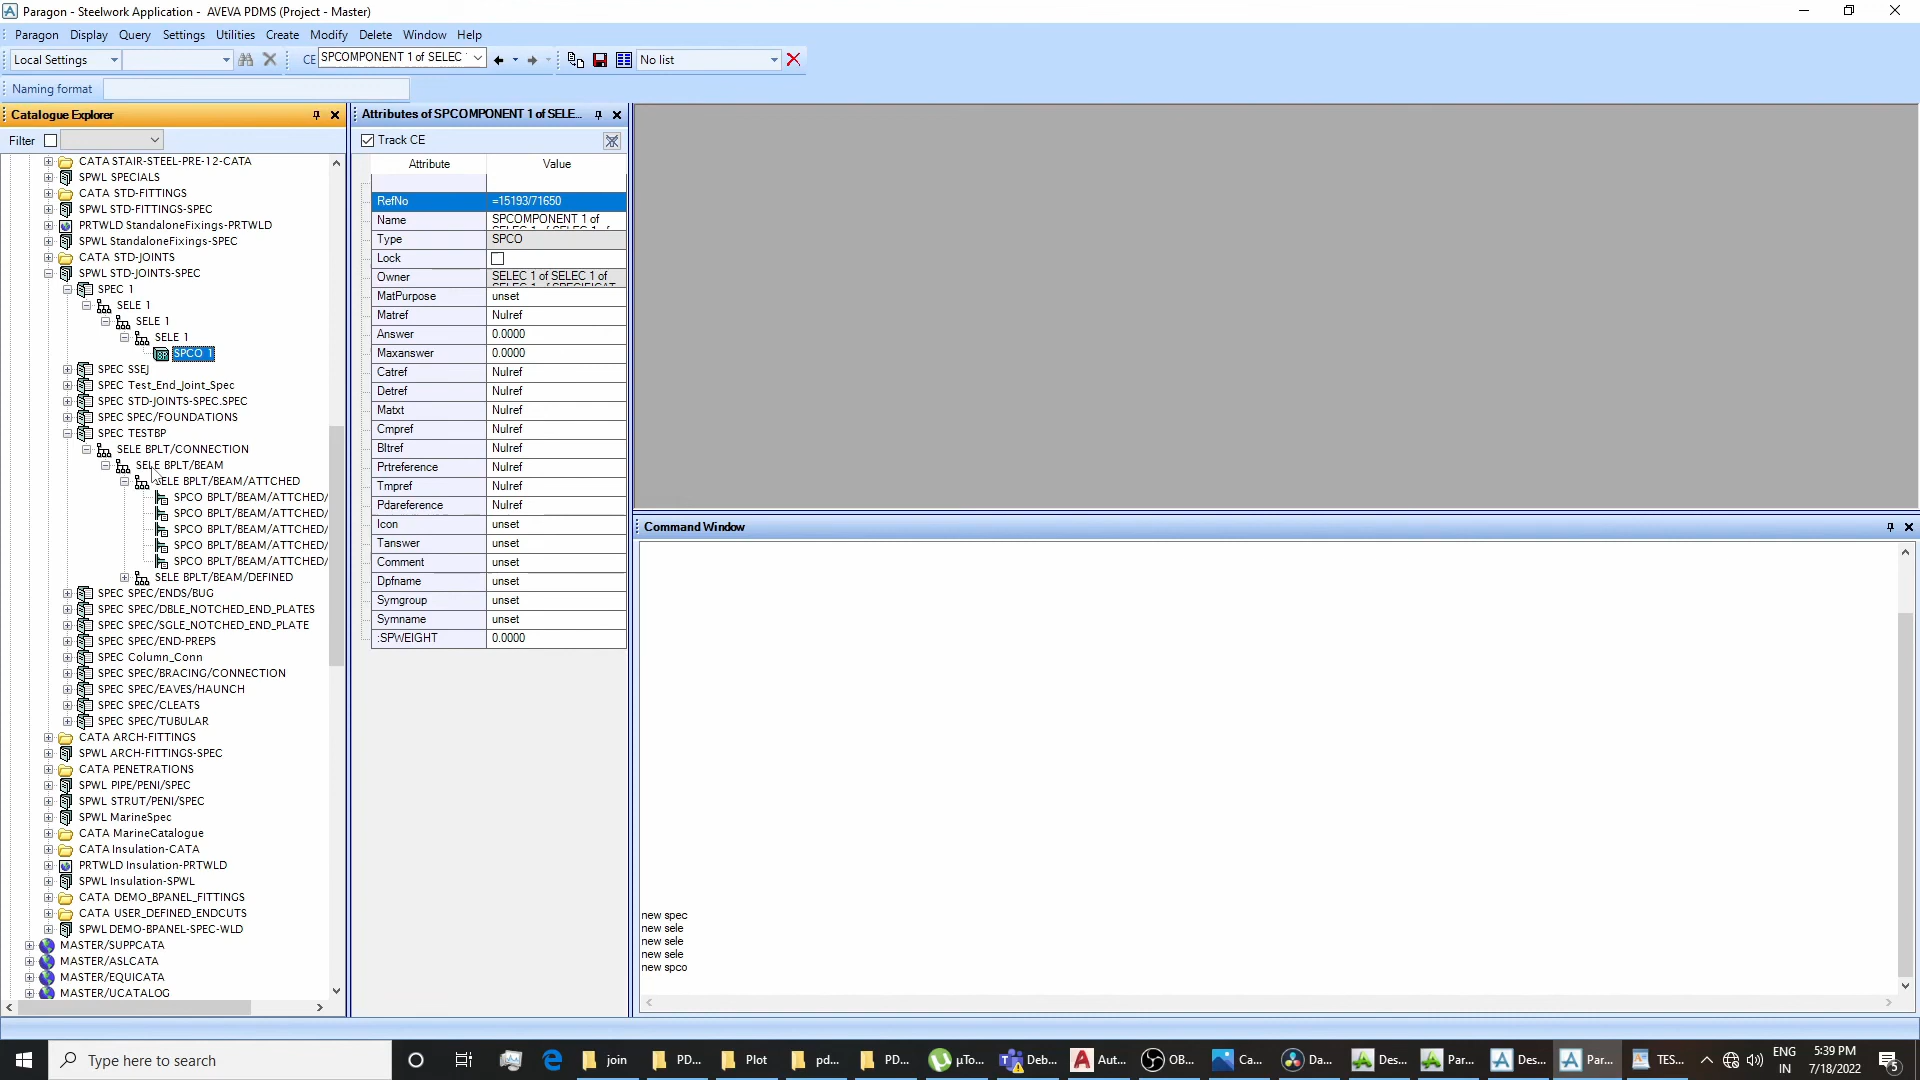 Paragon - Steelwork Application -  AVEVA PDMS (Project - Master)
Paragon Display Query Settings Utilities Create Modify Delete Window Help
Local Settings CE SPCOMPONENT 1 of SELEC No list
Naming format
Catalogue Explorer
Filter
CATA STAIR-STEEL-PRE-12-CATA
SPWL SPECIALS
CATA STD-FITTINGS
SPWL STD-FITTINGS-SPEC
PRTWLD StandaloneFixings-PRTWLD
SPWL StandaloneFixings-SPEC
CATA STD-JOINTS
SPWL STD-JOINTS-SPEC
SPEC 1
SELE 1
SELE 1
SELE 1
SPCO 1
SPEC SSEJ
SPEC Test_End_Joint_Spec
SPEC STD-JOINTS-SPEC.SPEC
SPEC SPEC/FOUNDATIONS
SPEC TESTBP
SELE BPLT/CONNECTION
SELE BPLT/BEAM
SELE BPLT/BEAM/ATTCHED
SPCO BPLT/BEAM/ATTCHED/
SPCO BPLT/BEAM/ATTCHED/
SPCO BPLT/BEAM/ATTCHED/
SPCO BPLT/BEAM/ATTCHED/
SPCO BPLT/BEAM/ATTCHED/
SELE BPLT/BEAM/DEFINED
SPEC SPEC/ENDS/BUG
SPEC SPEC/DBLE_NOTCHED_END_PLATES
SPEC SPEC/SGLE_NOTCHED_END_PLATE
SPEC SPEC/END-PREPS
SPEC Column_Conn
SPEC SPEC/BRACING/CONNECTION
SPEC SPEC/EAVES/HAUNCH
SPEC SPEC/CLEATS
SPEC SPEC/TUBULAR
CATA ARCH-FITTINGS
SPWL ARCH-FITTINGS-SPEC
CATA PENETRATIONS
SPWL PIPE/PENI/SPEC
SPWL STRUT/PENI/SPEC
SPWL MarineSpec
CATA MarineCatalogue
CATA Insulation-CATA
PRTWLD Insulation-PRTWLD
SPWL Insulation-SPWL
CATA DEMO_BPANEL_FITTINGS
CATA USER_DEFINED_ENDCUTS
SPWL DEMO-BPANEL-SPEC-WLD
MASTER/SUPPCATA
MASTER/ASLCATA
MASTER/EQUICATA
MASTER/UCATALOG
Attributes of SPCOMPONENT 1 of SELE...
Track CE
Attribute Value
RefNo =15193/71650
Name SPCOMPONENT 1 of
Type SPCO
Lock
Owner SELEC 1 of SELEC 1 of
MatPurpose unset
Matref Nulref
Answer 0.0000
Maxanswer 0.0000
Catref Nulref
Detref Nulref
Matxt Nulref
Cmpref Nulref
Bltref Nulref
Prtreference Nulref
Tmpref Nulref
Pdareference Nulref
Icon unset
Tanswer unset
Comment unset
Dpfname unset
Symgroup unset
Symname unset
:SPWEIGHT 0.0000
Command Window
new spec
new sele
new sele
new sele
new spco
Type here to search
join PD... Plot pd... PD... µTo... Deb... Aut... OB... Ca... Da... Des... Par... Des... Par... TES...
ENG
IN
5:39 PM
7/18/2022
5